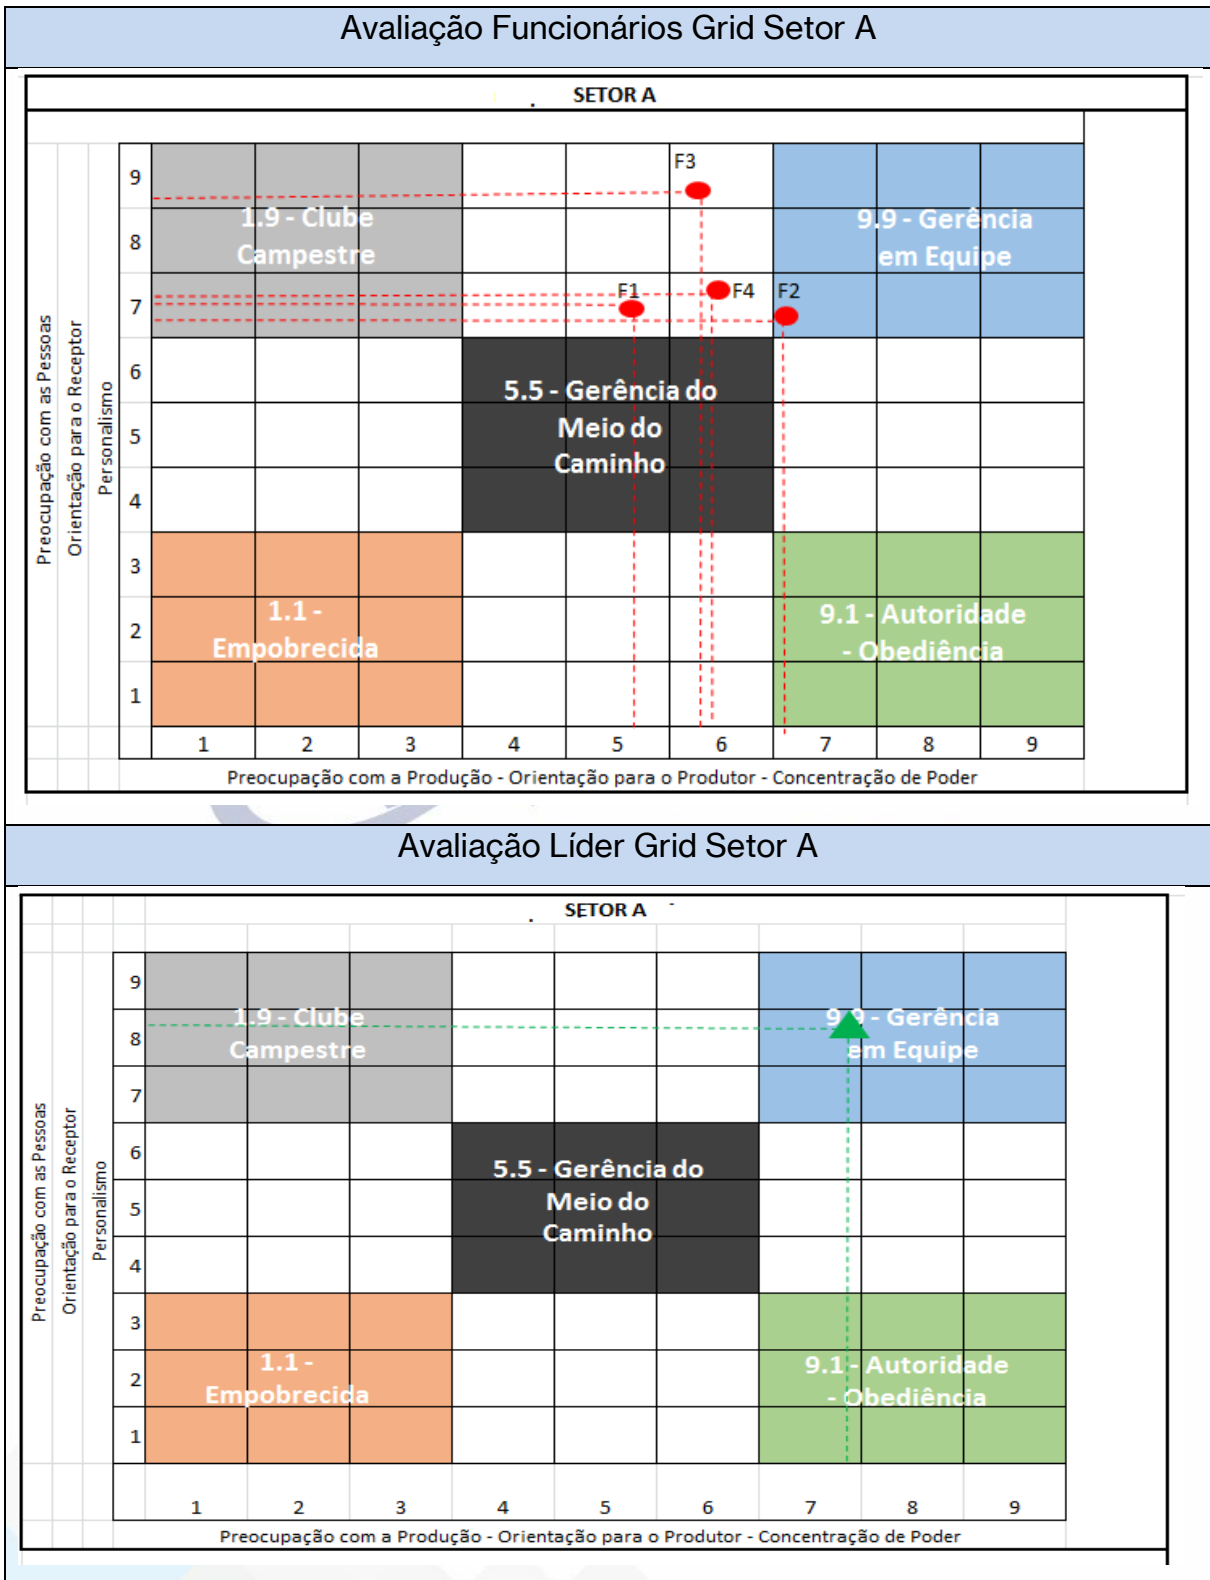 Avaliação Funcionários Grid Setor A
SETOR A
Preocupação com as Pessoas
Orientação para o Receptor
Personalismo
9
8
7
6
5
4
3
2
1
1.9 - Clube
Campestre
F3
9.9 - Gerência
em Equipe
F1
F4
F2
5.5 - Gerência do
Meio do
Caminho
1.1 -
Empobrecida
9.1 - Autoridade
- Obediência
1 2 3 4 5 6 7 8 9
Preocupação com a Produção - Orientação para o Produtor - Concentração de Poder
Avaliação Líder Grid Setor A
SETOR A
Preocupação com as Pessoas
Orientação para o Receptor
Personalismo
9
8
7
6
5
4
3
2
1
1.9 - Clube
Campestre
9.9 - Gerência
em Equipe
5.5 - Gerência do
Meio do
Caminho
1.1 -
Empobrecida
9.1 - Autoridade
- Obediência
1 2 3 4 5 6 7 8 9
Preocupação com a Produção - Orientação para o Produtor - Concentração de Poder